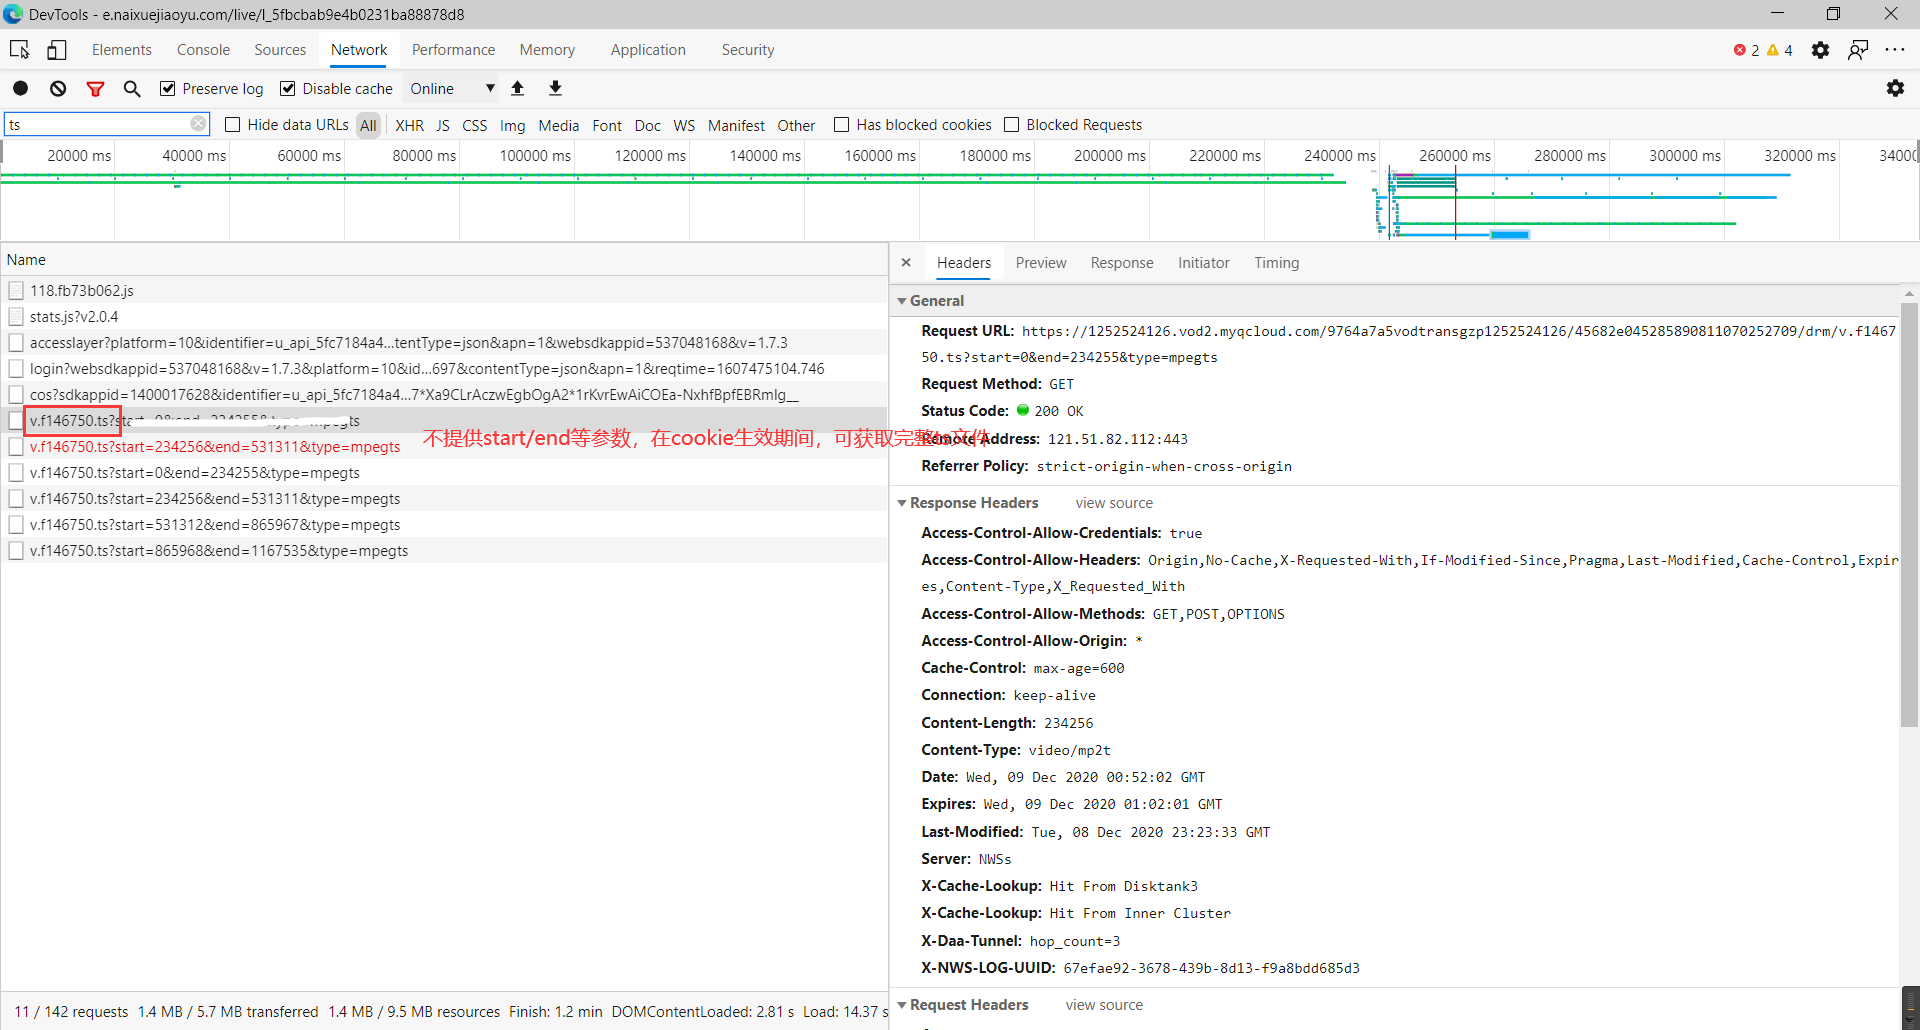 DevTools - e.naixuejiaoyu.com/live/l_5fbcbab9e4b0231ba88878d8
Elements Console Sources Network Performance Memory Application Security 2 4
Preserve log Disable cache Online
ts Hide data URLs All XHR JS CSS Img Media Font Doc WS Manifest Other Has blocked cookies Blocked Requests
20000 ms 40000 ms 60000 ms 80000 ms 100000 ms 120000 ms 140000 ms 160000 ms 180000 ms 200000 ms 220000 ms 240000 ms 260000 ms 280000 ms 300000 ms 320000 ms
Name
118.fb73b062.js
stats.js?v2.0.4
accesslayer?platform=10&identifier=u_api_5fc7184a4...tentType=json&apn=1&websdkappid=537048168&v=1.7.3
login?websdkappid=537048168&v=1.7.3&platform=10&id...697&contentType=json&apn=1&reqtime=1607475104.746
cos?sdkappid=1400017628&identifier=u_api_5fc7184a4...7*Xa9CLrAczwEgbOgA2*1rKvrEwAiCOEa-NxhfBpfEBRmIg__
v.f146750.ts?start=0&end=234255&type=mpegts
v.f146750.ts?start=234256&end=531311&type=mpegts
v.f146750.ts?start=0&end=234255&type=mpegts
v.f146750.ts?start=234256&end=531311&type=mpegts
v.f146750.ts?start=531312&end=865967&type=mpegts
v.f146750.ts?start=865968&end=1167535&type=mpegts
不提供start/end等参数，在cookie生效期间，可获取完整ts文件
11 / 142 requests 1.4 MB / 5.7 MB transferred 1.4 MB / 9.5 MB resources Finish: 1.2 min DOMContentLoaded: 2.81 s Load: 14.37 s
Headers Preview Response Initiator Timing
General
Request URL: https://1252524126.vod2.myqcloud.com/9764a7a5vodtransgzp1252524126/45682e045285890811070252709/drm/v.f1467
50.ts?start=0&end=234255&type=mpegts
Request Method: GET
Status Code: 200 OK
Remote Address: 121.51.82.112:443
Referrer Policy: strict-origin-when-cross-origin
Response Headers view source
Access-Control-Allow-Credentials: true
Access-Control-Allow-Headers: Origin,No-Cache,X-Requested-With,If-Modified-Since,Pragma,Last-Modified,Cache-Control,Expir
es,Content-Type,X_Requested_With
Access-Control-Allow-Methods: GET,POST,OPTIONS
Access-Control-Allow-Origin: *
Cache-Control: max-age=600
Connection: keep-alive
Content-Length: 234256
Content-Type: video/mp2t
Date: Wed, 09 Dec 2020 00:52:02 GMT
Expires: Wed, 09 Dec 2020 01:02:01 GMT
Last-Modified: Tue, 08 Dec 2020 23:23:33 GMT
Server: NWSs
X-Cache-Lookup: Hit From Disktank3
X-Cache-Lookup: Hit From Inner Cluster
X-Daa-Tunnel: hop_count=3
X-NWS-LOG-UUID: 67efae92-3678-439b-8d13-f9a8bdd685d3
Request Headers view source